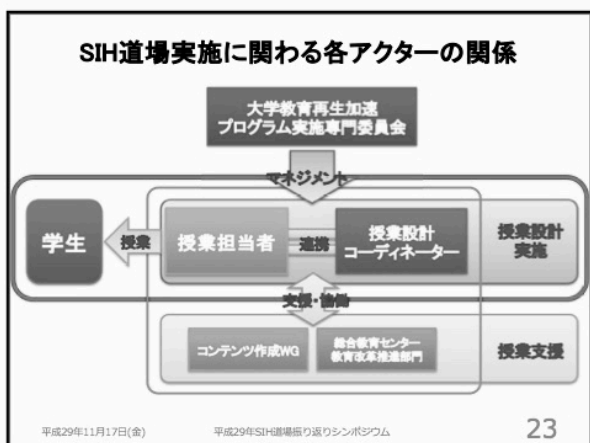 SIH道場実施に関わる各アクターの関係
大学教育再生加速
プログラム実施専門委員会
マネジメント
学生
授業
授業担当者
連携
授業設計
コーディネーター
授業設計
実施
支援・協働
コンテンツ作成WG
総合教育センター
教育改革推進部門
授業支援
平成29年11月17日(金)
平成29年SIH道場振り返りシンポジウム
23